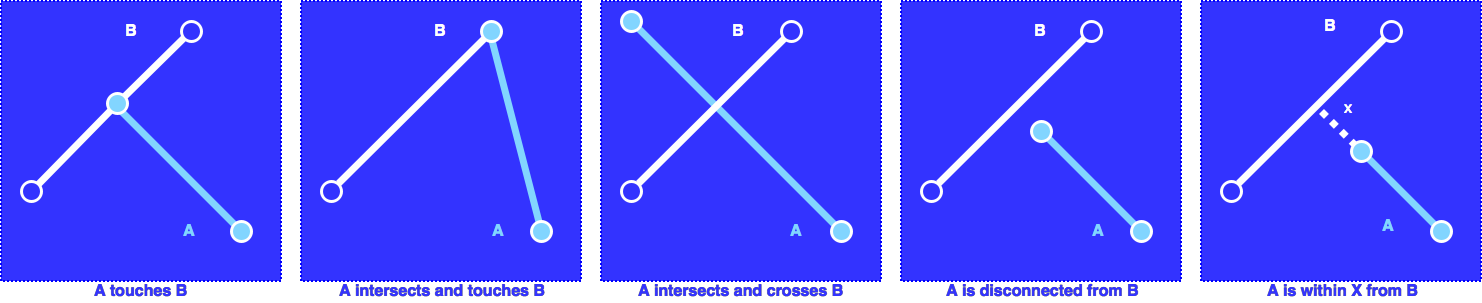 B
A
A touches B
B
A
A intersects and touches B
B
A
A intersects and crosses B
B
A
A is disconnected from B
B
x
A
A is within X from B